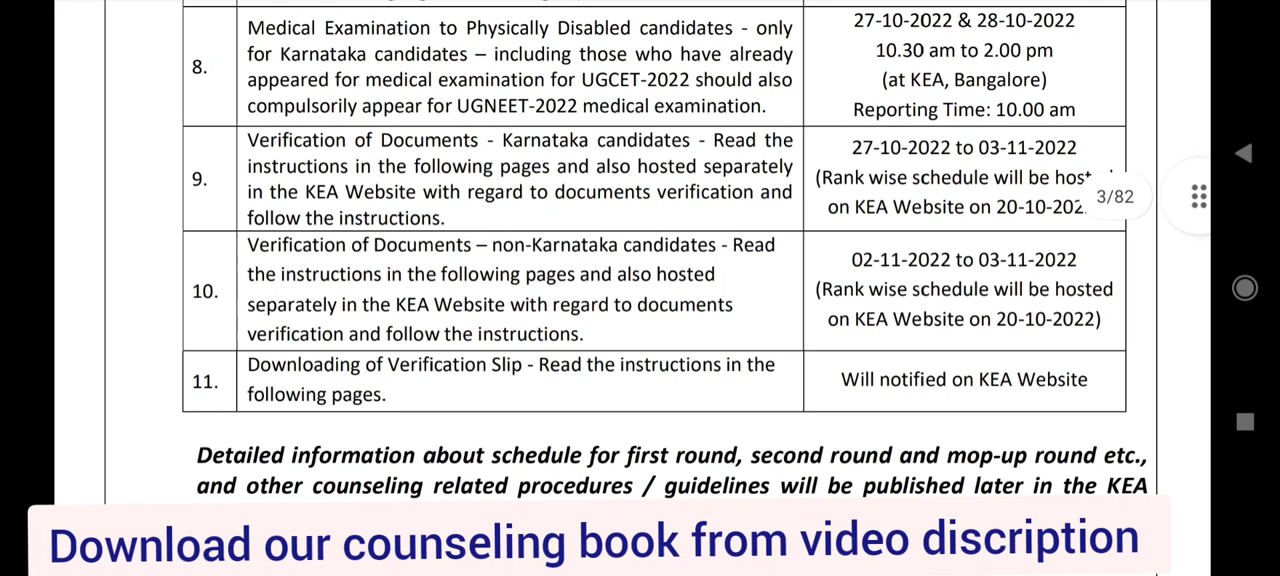 8.
Medical Examination to Physically Disabled candidates - only
for Karnataka candidates – including those who have already
appeared for medical examination for UGCET-2022 should also
compulsorily appear for UGNEET-2022 medical examination.
27-10-2022 & 28-10-2022
10.30 am to 2.00 pm
(at KEA, Bangalore)
Reporting Time: 10.00 am
9.
Verification of Documents - Karnataka candidates - Read the
instructions in the following pages and also hosted separately
in the KEA Website with regard to documents verification and
follow the instructions.
27-10-2022 to 03-11-2022
(Rank wise schedule will be
on KEA Website on
3/82
10.
Verification of Documents – non-Karnataka candidates - Read
the instructions in the following pages and also hosted
separately in the KEA Website with regard to documents
verification and follow the instructions.
02-11-2022 to 03-11-2022
(Rank wise schedule will be hosted
on KEA Website on 20-10-2022)
11.
Downloading of Verification Slip - Read the instructions in the
following pages.
Will notified on KEA Website
Detailed information about schedule for first round, second round and mop-up round etc.,
and other counseling related procedures / guidelines will be published later in the KEA
Download our counseling book from video discription